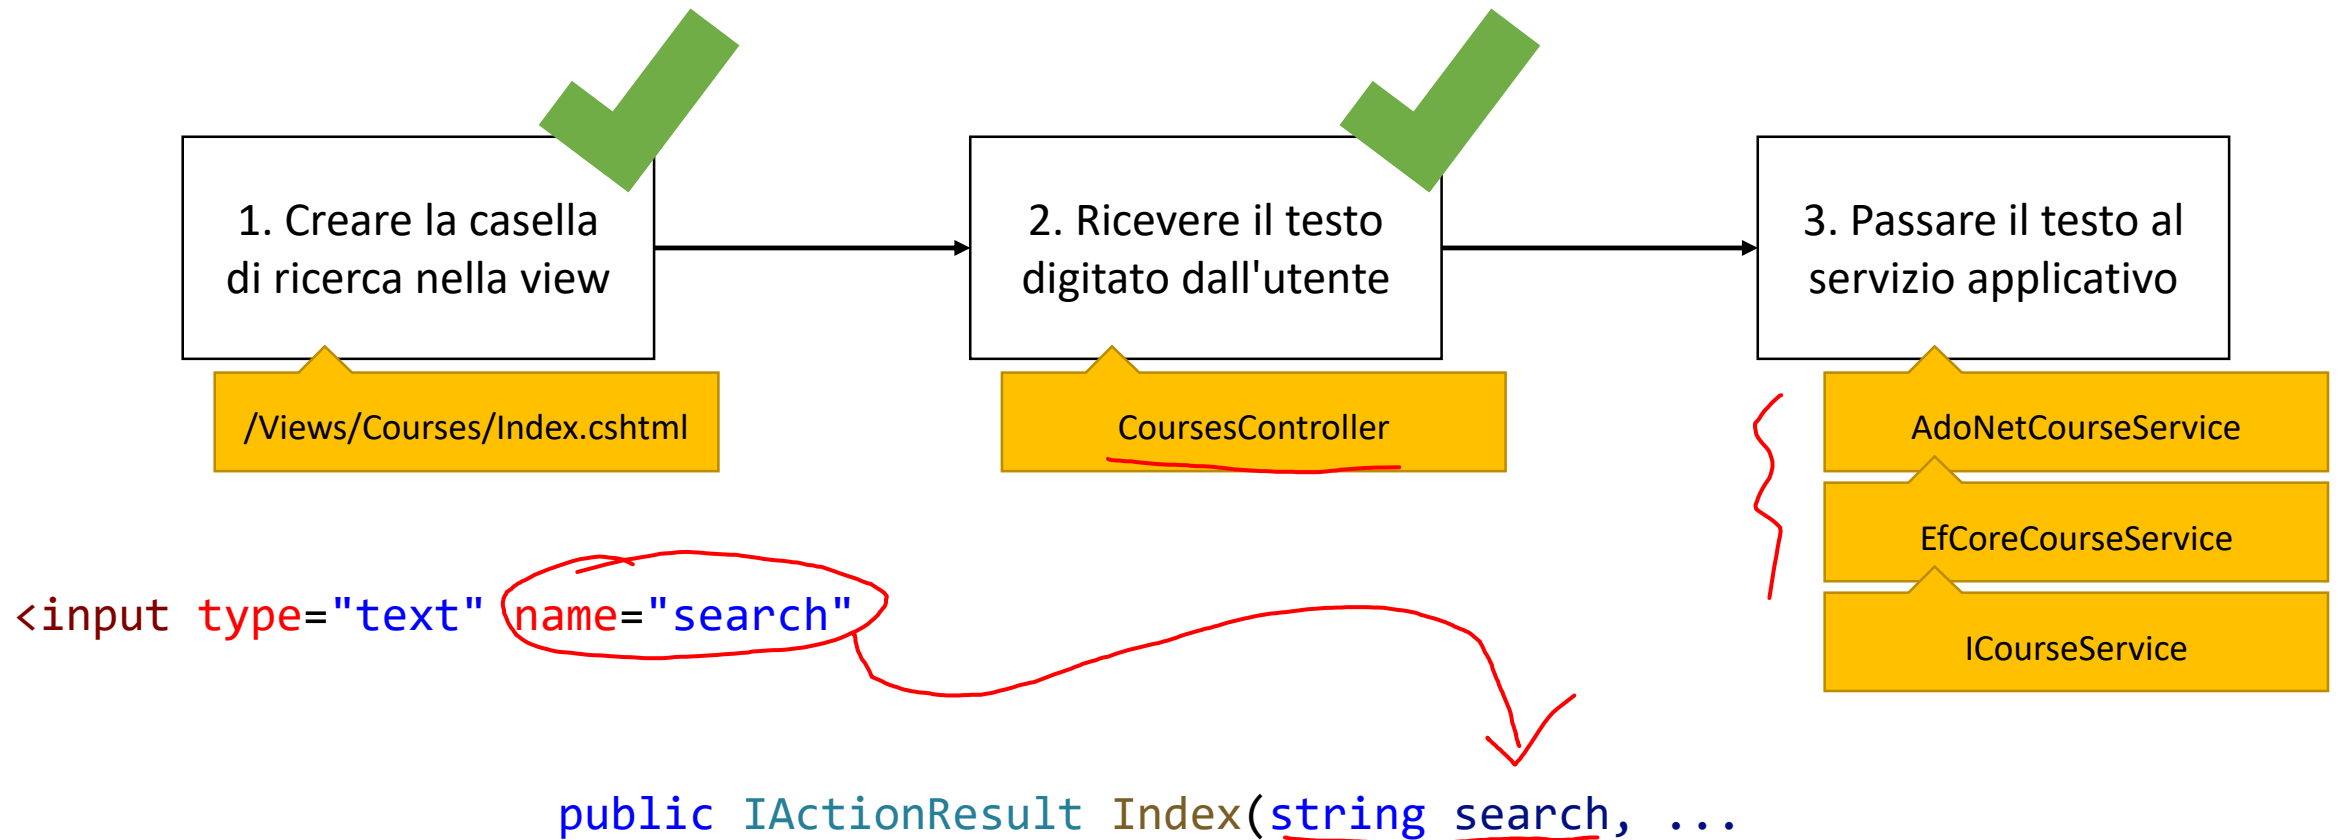 1. Creare la casella
di ricerca nella view
/Views/Courses/Index.cshtml
2. Ricevere il testo
digitato dall'utente
CoursesController
3. Passare il testo al
servizio applicativo
AdoNetCourseService
EfCoreCourseService
ICourseService
<input type="text" name="search"
public IActionResult Index(string search, ...